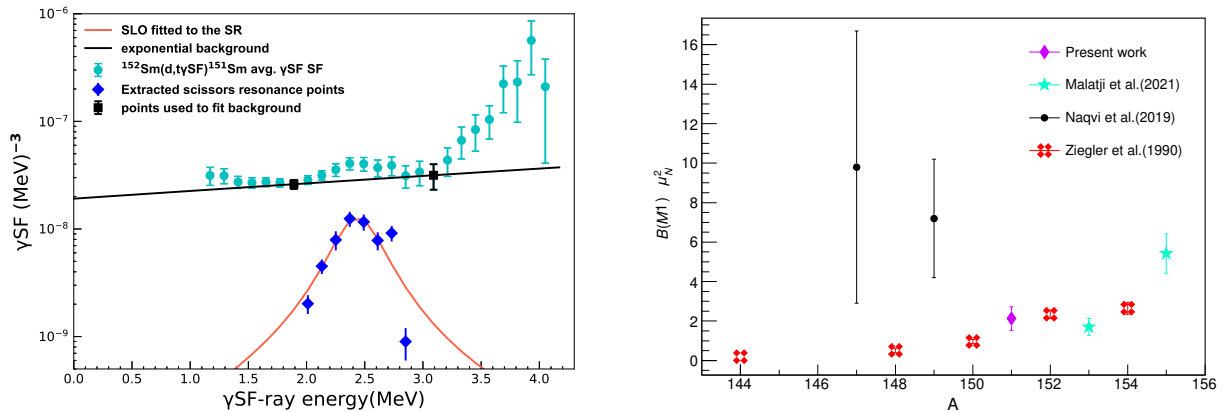 10⁻⁶
10⁻⁷
10⁻⁸
10⁻⁹
γSF (MeV)⁻³
SLO fitted to the SR
exponential background
¹⁵²Sm(d,tγSF)¹⁵¹Sm avg. γSF SF
Extracted scissors resonance points
points used to fit background
0.0 0.5 1.0 1.5 2.0 2.5 3.0 3.5 4.0
γSF-ray energy(MeV)
16
14
12
10
8
6
4
2
0
B(M1) μ_N²
Present work
Malatji et al.(2021)
Naqvi et al.(2019)
Ziegler et al.(1990)
144 146 148 150 152 154 156
A